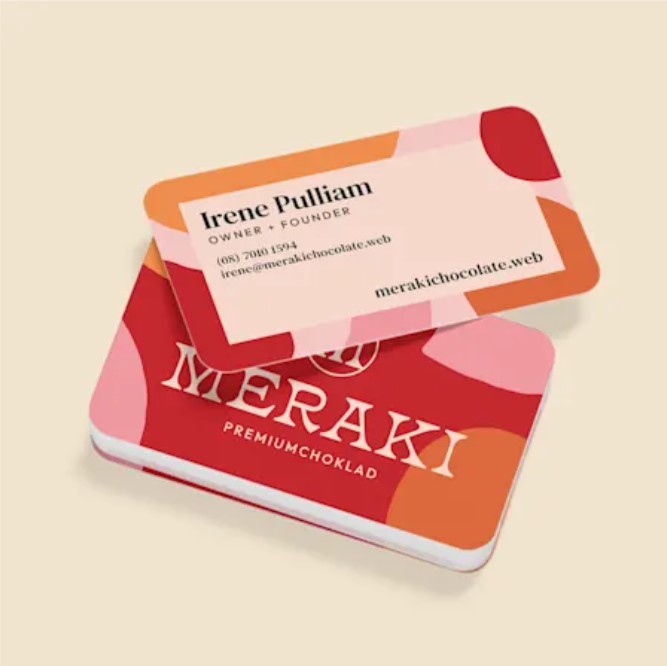 Irene Pulliam
OWNER + FOUNDER
(08) 7010 1594
irene@merakichocolate.web
merakichocolate.web
MERAKI
PREMIUMCHOKLAD